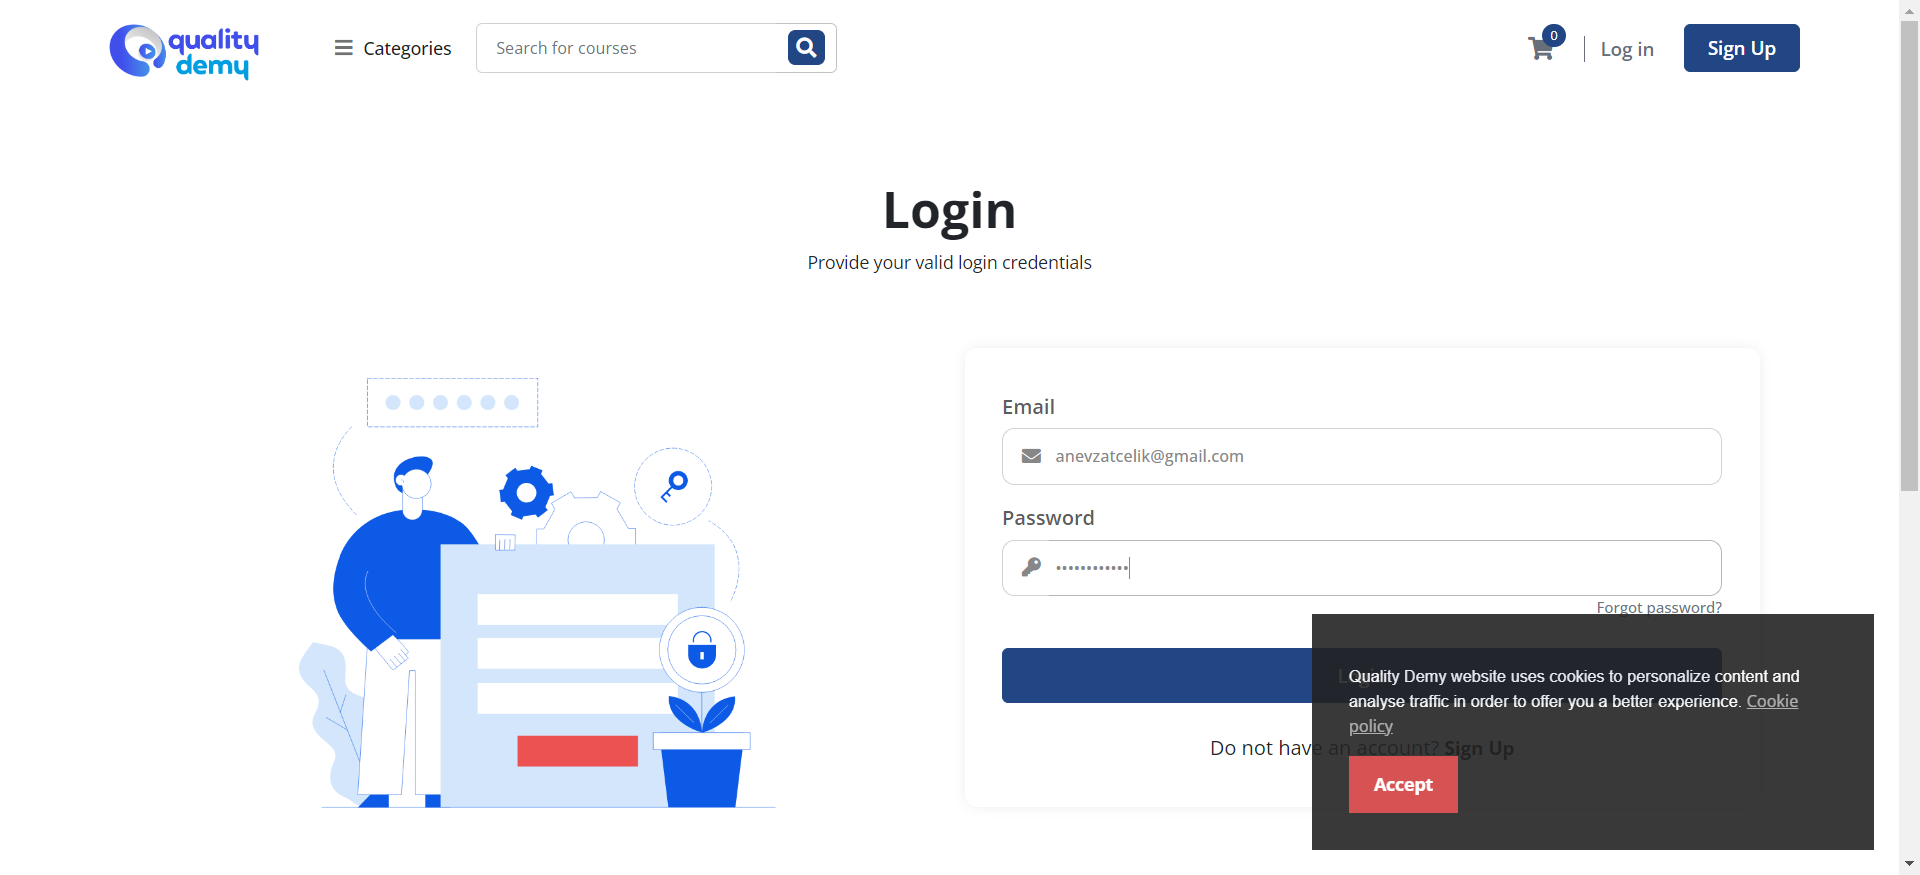 quality
demy
Categories
Search for courses
0
Log in
Sign Up
Login
Provide your valid login credentials
Email
anevzatcelik@gmail.com
Password
••••••••••••
Forgot password?
Quality Demy website uses cookies to personalize content and
analyse traffic in order to offer you a better experience. Cookie
policy
Do not have an account? Sign Up
Accept